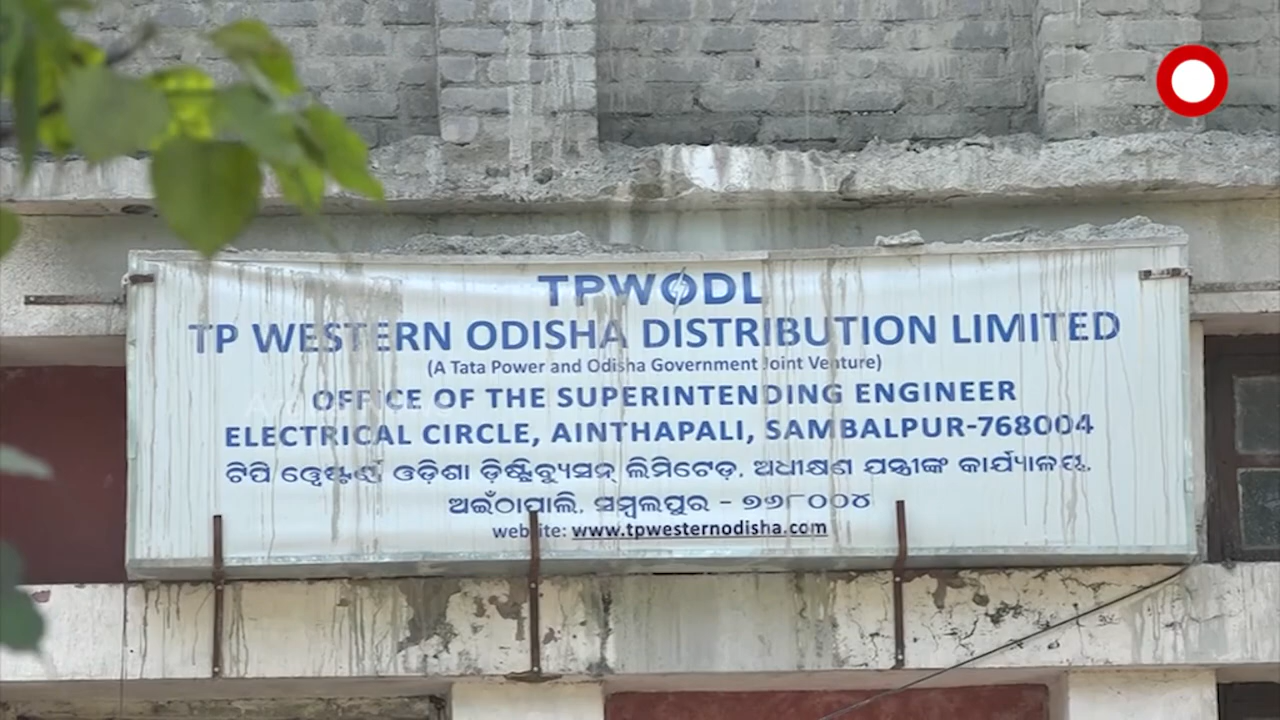 TPWODL
TP WESTERN ODISHA DISTRIBUTION LIMITED
(A Tata Power and Odisha Government Joint Venture)
OFFICE OF THE SUPERINTENDING ENGINEER
ELECTRICAL CIRCLE, AINTHAPALI, SAMBALPUR-768004
ଟିପି ୱେଷ୍ଟର୍ଣ୍ଣ ଓଡ଼ିଶା ଡ଼ିଷ୍ଟ୍ରିବ୍ୟୁସନ୍ ଲିମିଟେଡ଼, ଅଧୀକ୍ଷଣ ଯନ୍ତ୍ରୀଙ୍କ କାର୍ଯ୍ୟାଳୟ,
ଅଇଁଠାପାଲି, ସମ୍ବଲପୁର - ୭୬୮୦୦୪
website: www.tpwesternodisha.com